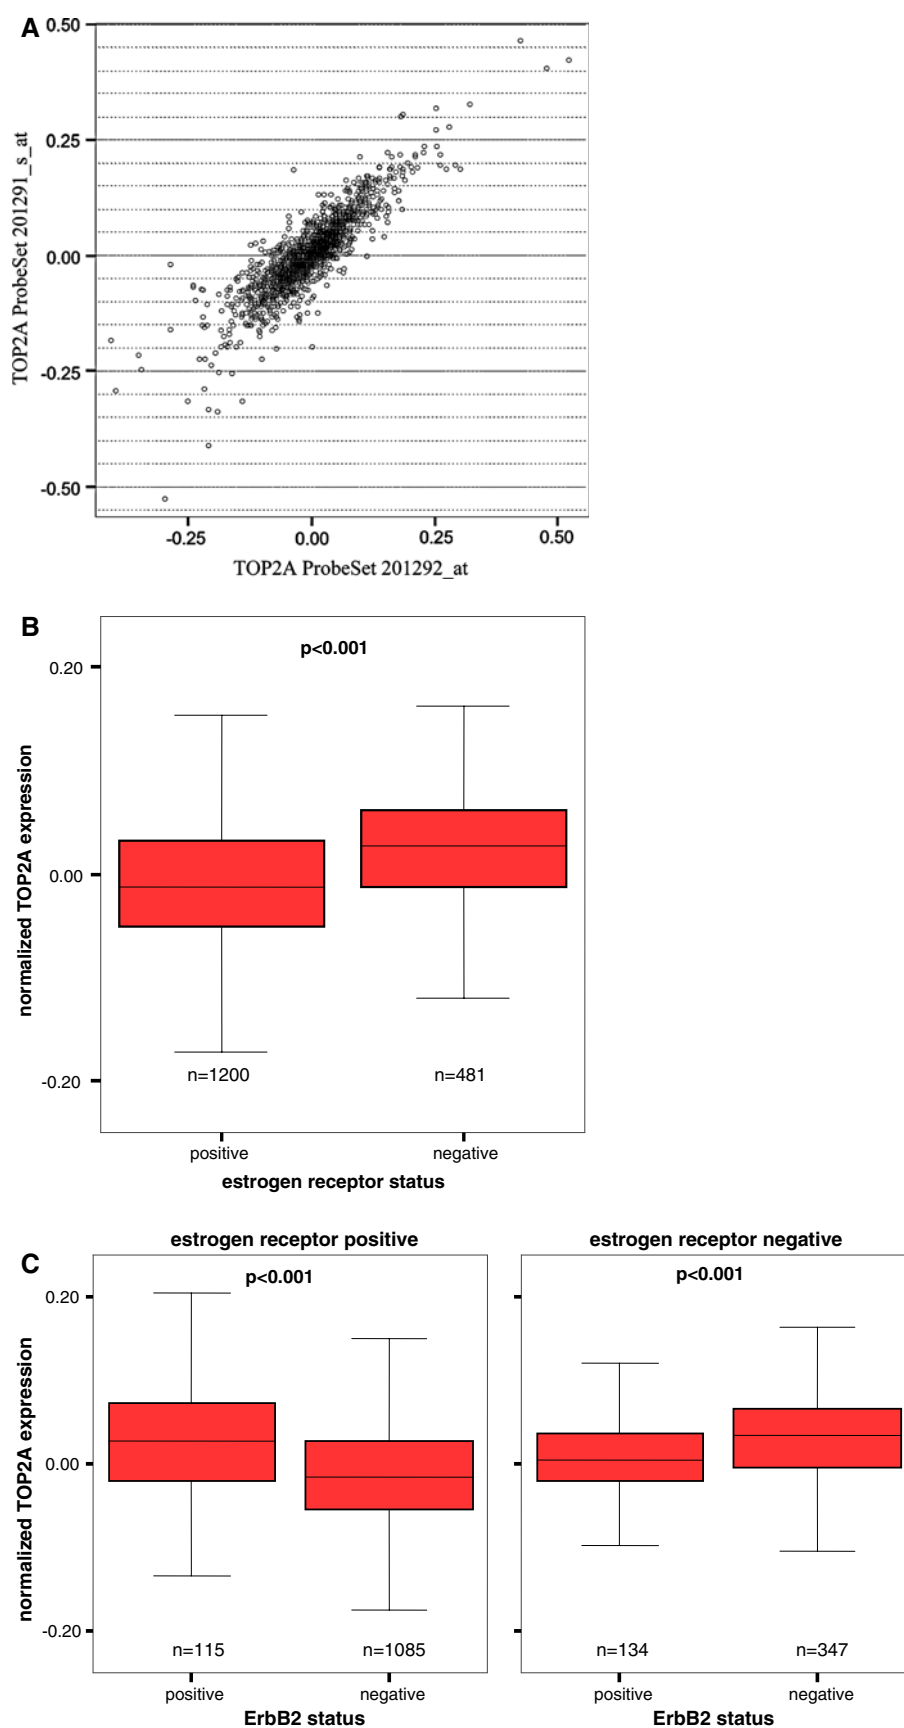 A
0.50
0.25
0.00
-0.25
-0.50
TOP2A ProbeSet 201291_s_at
-0.25 0.00 0.25 0.50
TOP2A ProbeSet 201292_at
B
p<0.001
0.20
0.00
-0.20
normalized TOP2A expression
n=1200 n=481
positive negative
estrogen receptor status
C
estrogen receptor positive
p<0.001
0.20
0.00
-0.20
normalized TOP2A expression
n=115 n=1085
positive negative
ErbB2 status
estrogen receptor negative
p<0.001
n=134 n=347
positive negative
ErbB2 status